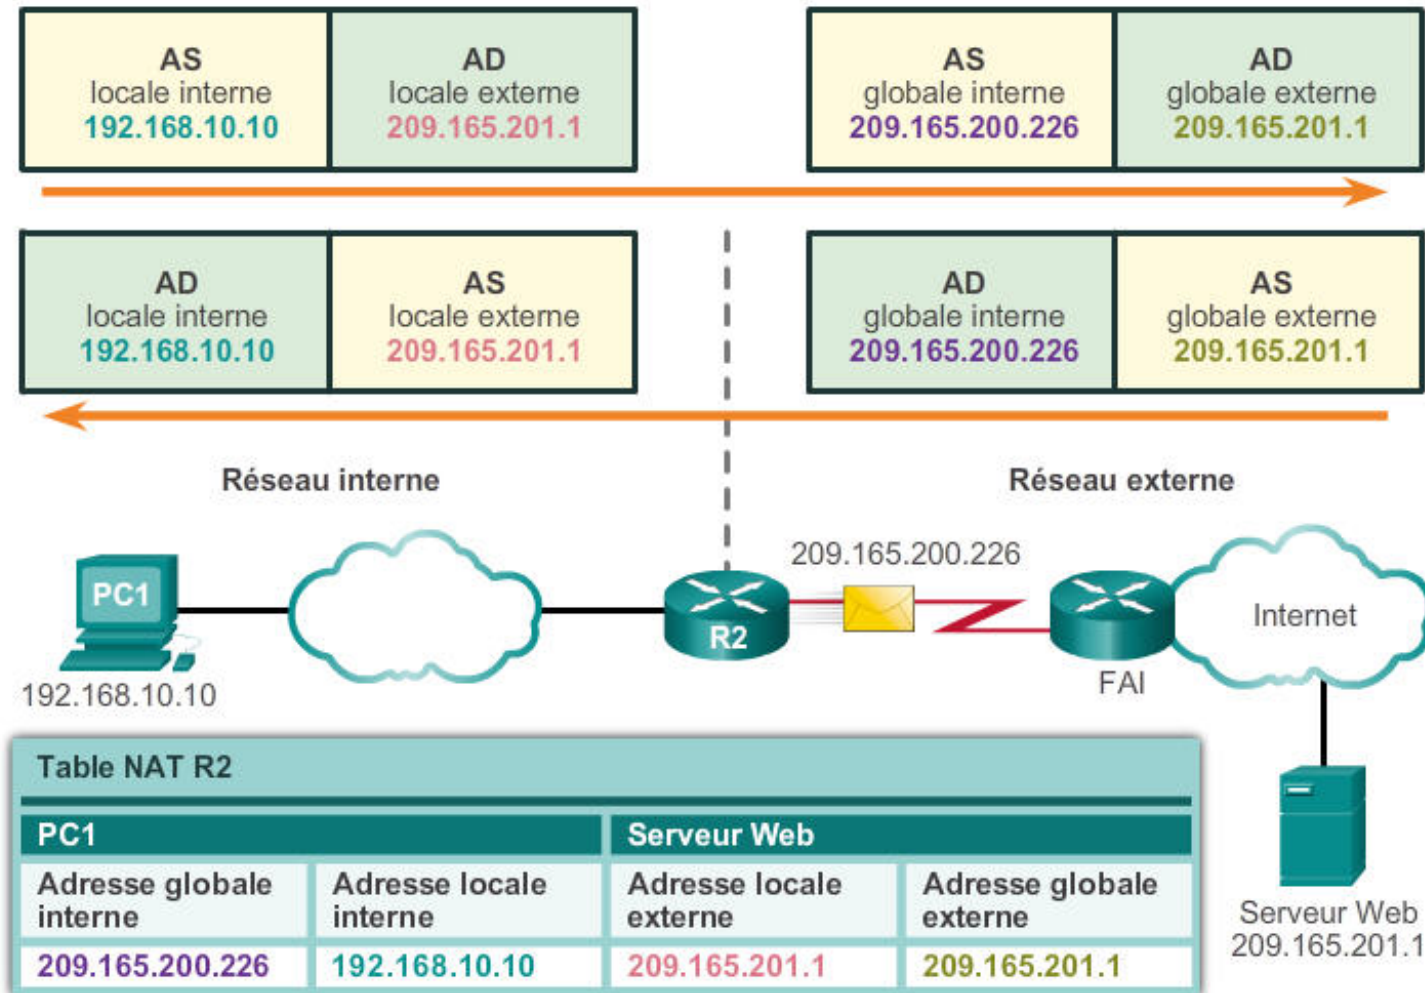 AS
locale interne
192.168.10.10
AD
locale externe
209.165.201.1
AS
globale interne
209.165.200.226
AD
globale externe
209.165.201.1
AD
locale interne
192.168.10.10
AS
locale externe
209.165.201.1
AD
globale interne
209.165.200.226
AS
globale externe
209.165.201.1
Réseau interne
Réseau externe
209.165.200.226
PC1
R2
Internet
FAI
192.168.10.10
Table NAT R2
PC1
Serveur Web
Adresse globale
interne
Adresse locale
interne
Adresse locale
externe
Adresse globale
externe
209.165.200.226
192.168.10.10
209.165.201.1
209.165.201.1
Serveur Web
209.165.201.1